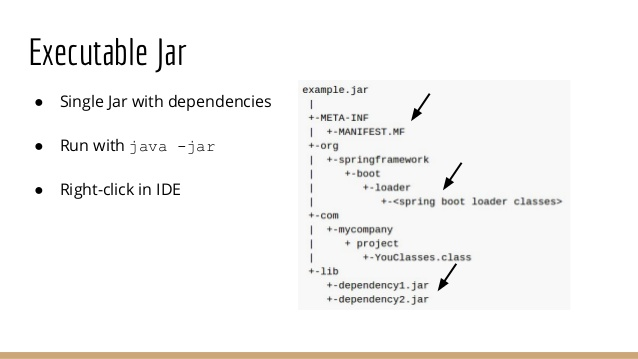 Executable Jar
● Single Jar with dependencies
● Run with java -jar
● Right-click in IDE
example.jar
|
+-META-INF
|  +-MANIFEST.MF
+-org
|  +-springframework
|     +-boot
|        +-loader
|           +-<spring boot loader classes>
+-com
|  +-mycompany
|     + project
|        +-YouClasses.class
+-lib
   +-dependency1.jar
   +-dependency2.jar